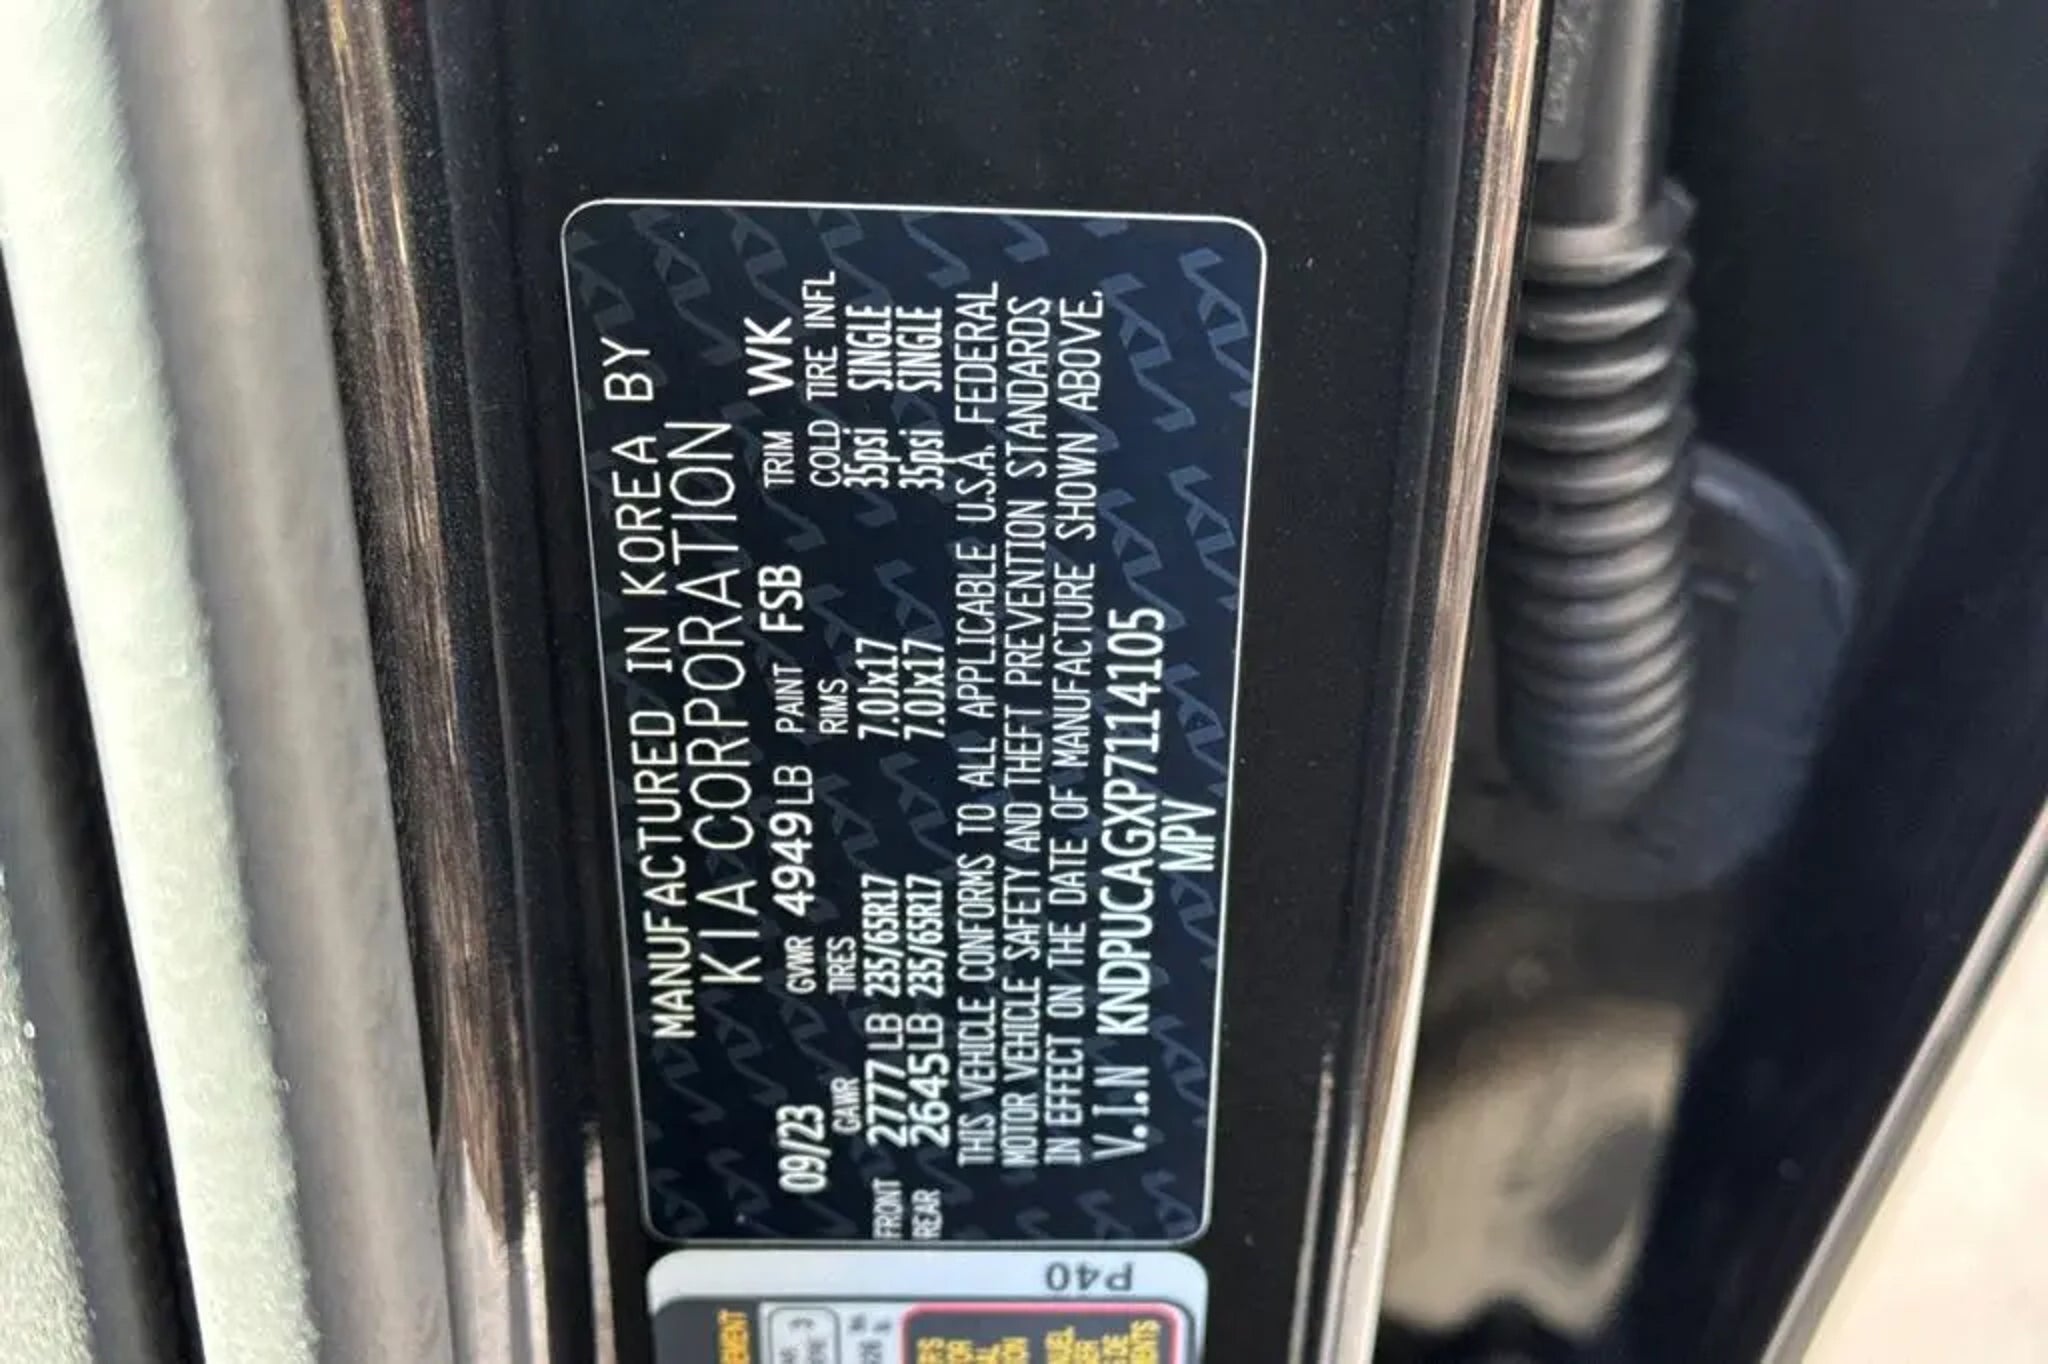 MANUFACTURED IN KOREA BY
KIA CORPORATION
09/23 GVWR 4949LB PAINT FSB TRIM WK
GAWR TIRES RIMS COLD TIRE INFL
FRONT 2777LB 235/65R17 7.0Jx17 35psi SINGLE
REAR 2645LB 235/65R17 7.0Jx17 35psi SINGLE
THIS VEHICLE CONFORMS TO ALL APPLICABLE U.S.A. FEDERAL
MOTOR VEHICLE SAFETY AND THEFT PREVENTION STANDARDS
IN EFFECT ON THE DATE OF MANUFACTURE SHOWN ABOVE.
V.I.N KNDPUCAGXP7114105
MPV
P40